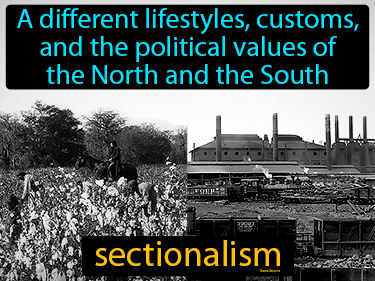 A different lifestyles, customs,
and the political values of
the North and the South
sectionalism